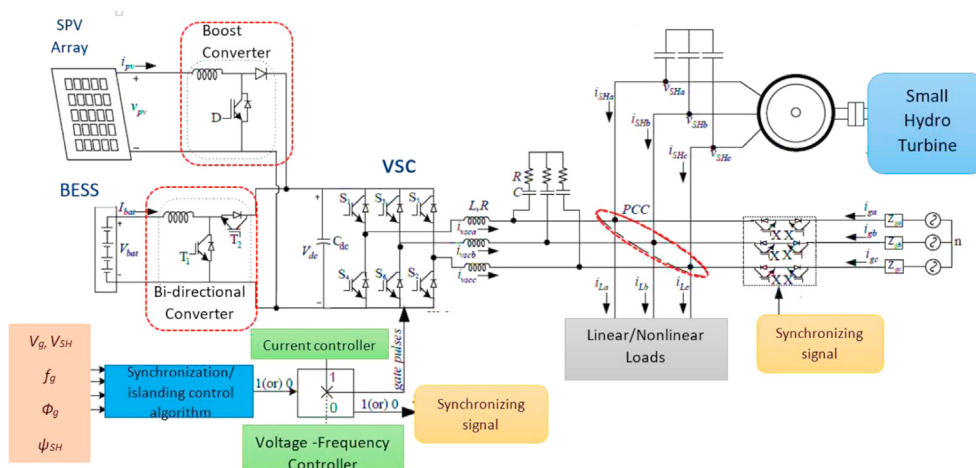 SPV
Array
Boost
Converter
i_pv
+
v_pv
−
D
BESS
I_bat
+
V_bat
−
T_1
T_2
Bi-directional
Converter
VSC
+
V_dc
−
C_dc
S_1
S_4
S_6
S_2
L,R
i_vsca
i_vscb
i_vscc
R
C
PCC
i_SHa
i_SHb
i_SHc
v_SHa
v_SHb
v_SHc
Small
Hydro
Turbine
X X
X X
X X
i_ga
i_gb
i_gc
Z_gc
n
i_La
i_Lb
i_Lc
Linear/Nonlinear
Loads
Synchronizing
signal
V_g, V_SH
f_g
Φ_g
ψ_SH
Synchronization/
islanding control
algorithm
1(or) 0
Current controller
1
0
gate pulses
1(or) 0
Synchronizing
signal
Voltage -Frequency
Controller